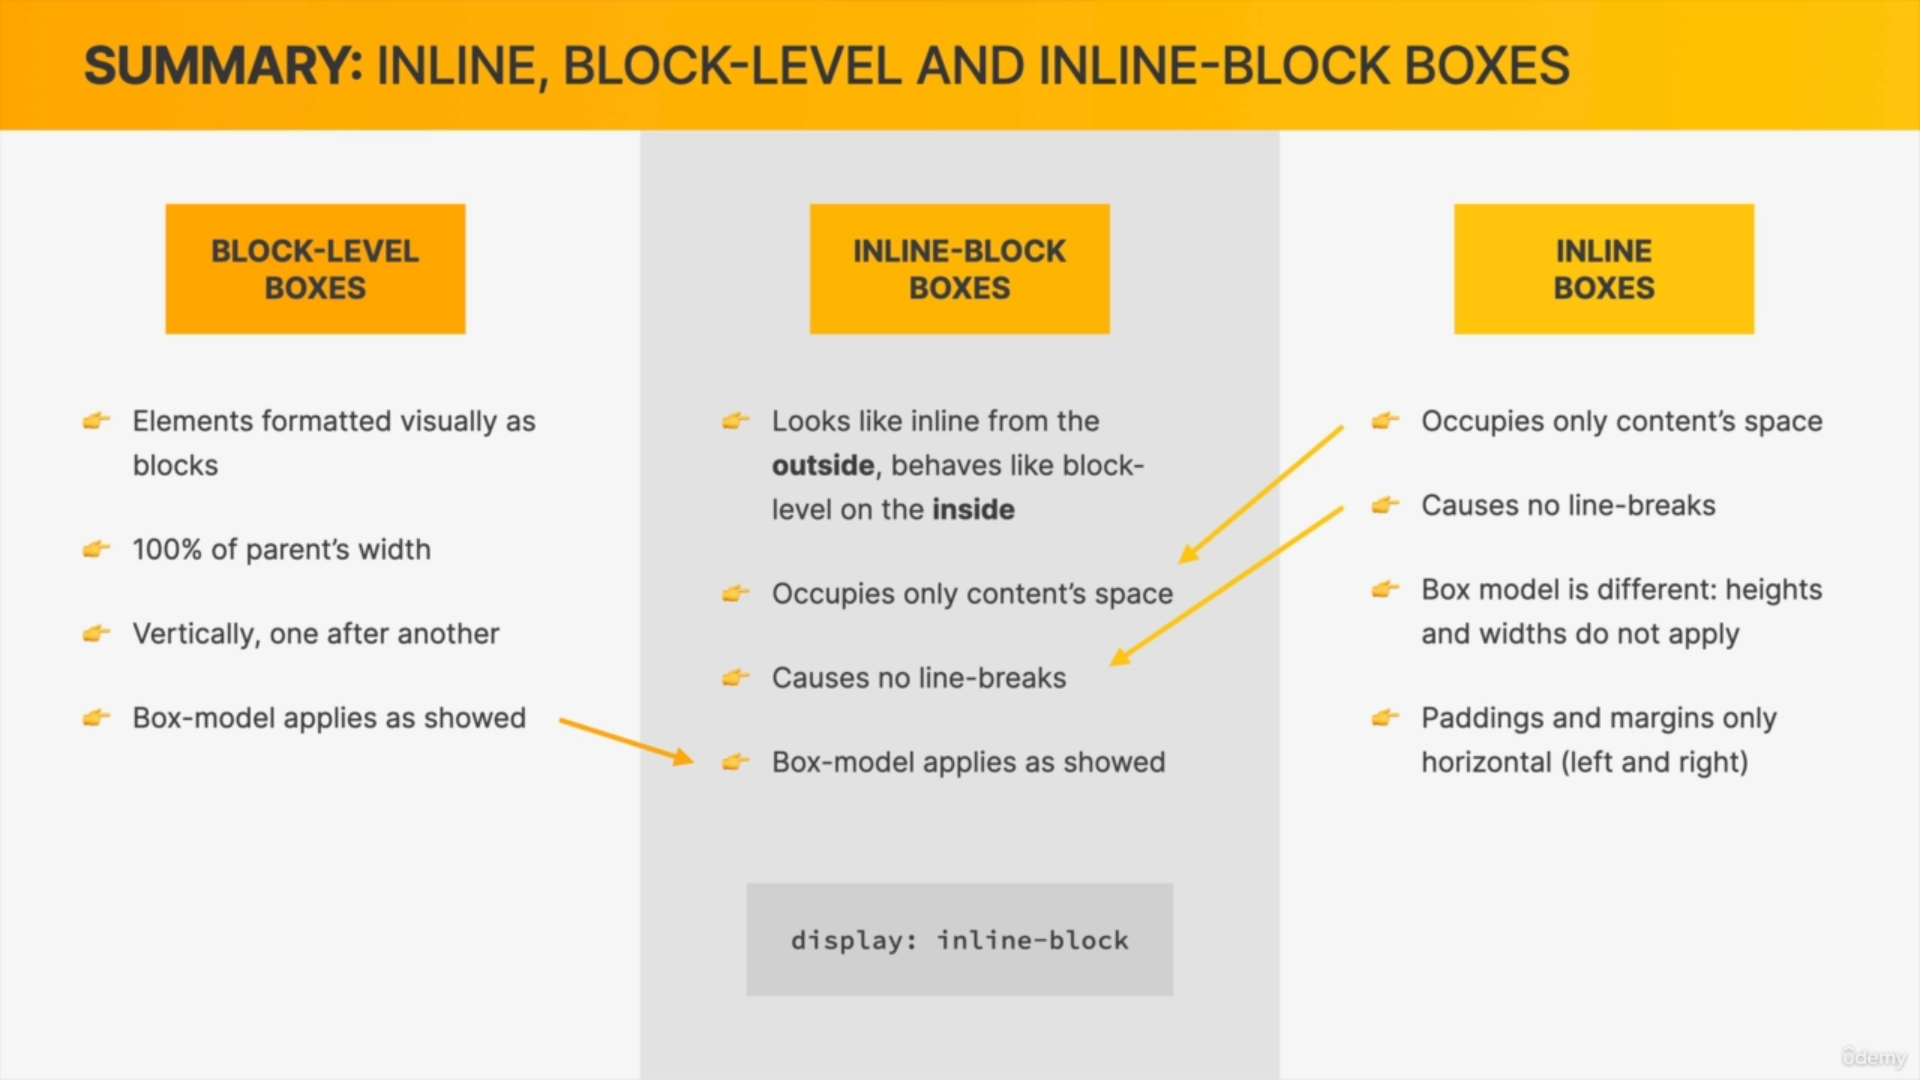 SUMMARY: INLINE, BLOCK-LEVEL AND INLINE-BLOCK BOXES
BLOCK-LEVEL
BOXES
Elements formatted visually as
blocks
100% of parent’s width
Vertically, one after another
Box-model applies as showed
INLINE-BLOCK
BOXES
Looks like inline from the
outside, behaves like block-
level on the inside
Occupies only content’s space
Causes no line-breaks
Box-model applies as showed
display: inline-block
INLINE
BOXES
Occupies only content’s space
Causes no line-breaks
Box model is different: heights
and widths do not apply
Paddings and margins only
horizontal (left and right)
ûdemy